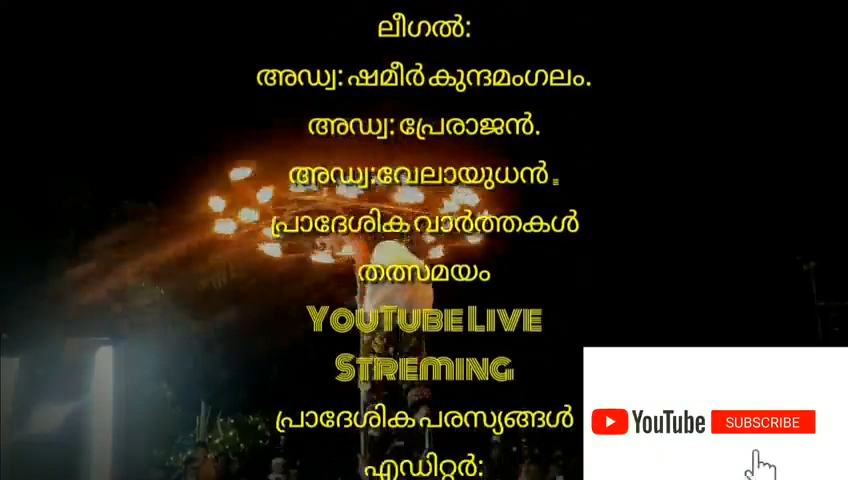 ലീഗൽ:
അഡ്വ: ഷമീർ കുന്ദമംഗലം.
അഡ്വ: പ്രേരാജൻ.
അഡ്വ:വേലായുധൻ .
പ്രാദേശിക വാർത്തകൾ
തത്സമയം
YOUTUBE LIVE
STREMING
പ്രാദേശിക പരസ്യങ്ങൾ
എഡിറ്റർ:
YouTube SUBSCRIBE